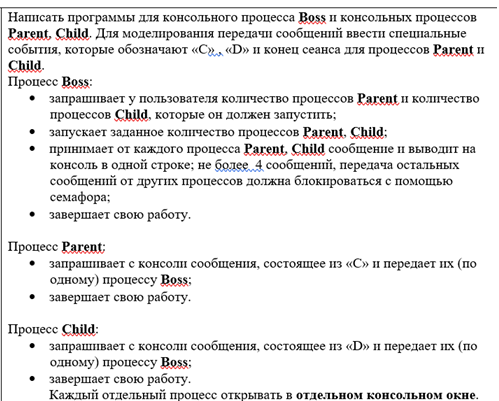 Написать программы для консольного процесса Boss и консольных процессов
Parent, Child. Для моделирования передачи сообщений ввести специальные
события, которые обозначают «C» , «D» и конец сеанса для процессов Parent и
Child.
Процесс Boss:
• запрашивает у пользователя количество процессов Parent и количество
процессов Child, которые он должен запустить;
• запускает заданное количество процессов Parent, Child;
• принимает от каждого процесса Parent, Child сообщение и выводит на
консоль в одной строке; не более 4 сообщений, передача остальных
сообщений от других процессов должна блокироваться с помощью
семафора;
• завершает свою работу.
Процесс Parent:
• запрашивает с консоли сообщения, состоящее из «C» и передает их (по
одному) процессу Boss;
• завершает свою работу.
Процесс Child:
• запрашивает с консоли сообщения, состоящее из «D» и передает их (по
одному) процессу Boss;
• завершает свою работу.
Каждый отдельный процесс открывать в отдельном консольном окне.